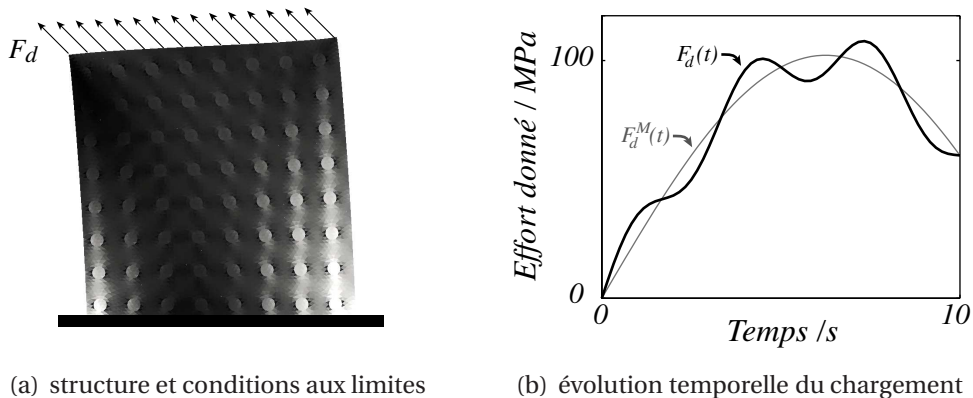 F_d
(a) structure et conditions aux limites
Effort donné / MPa
100
0
F_d(t)
F_d^M(t)
0
10
Temps /s
(b) évolution temporelle du chargement